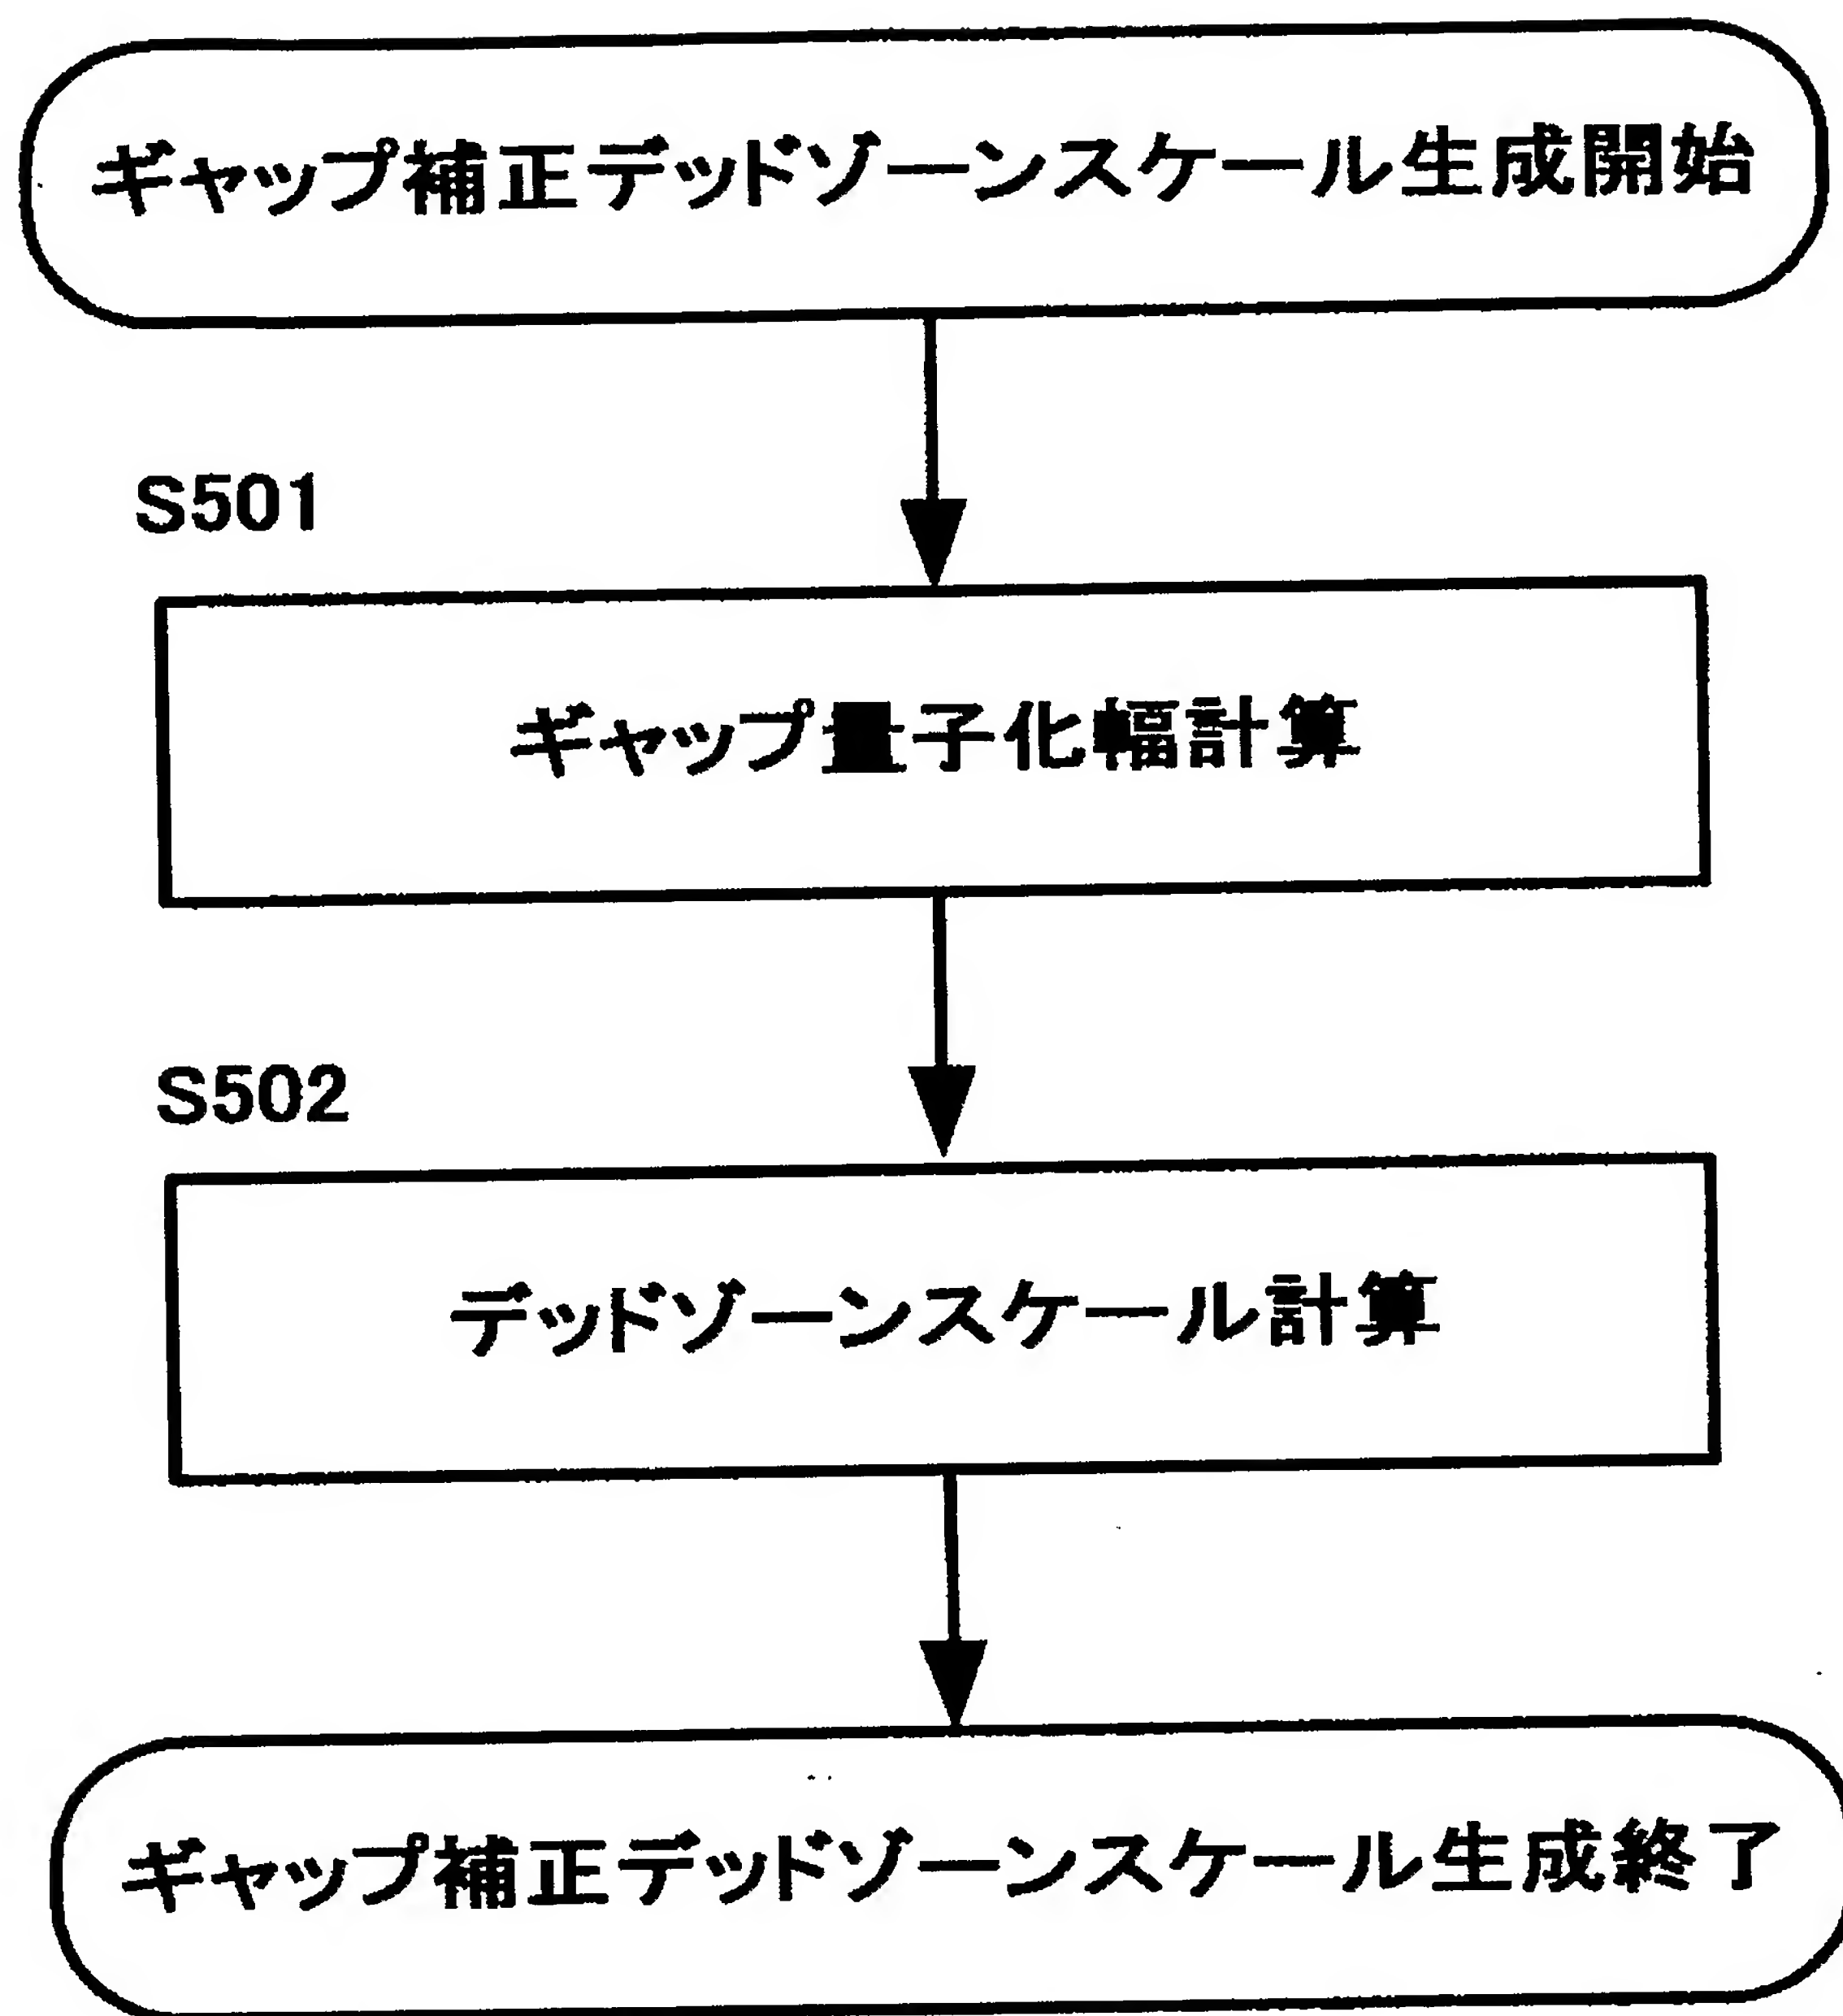 ギャップ補正デッドゾーンスケール生成開始
S501
ギャップ量子化幅計算
S502
デッドゾーンスケール計算
ギャップ補正デッドゾーンスケール生成終了